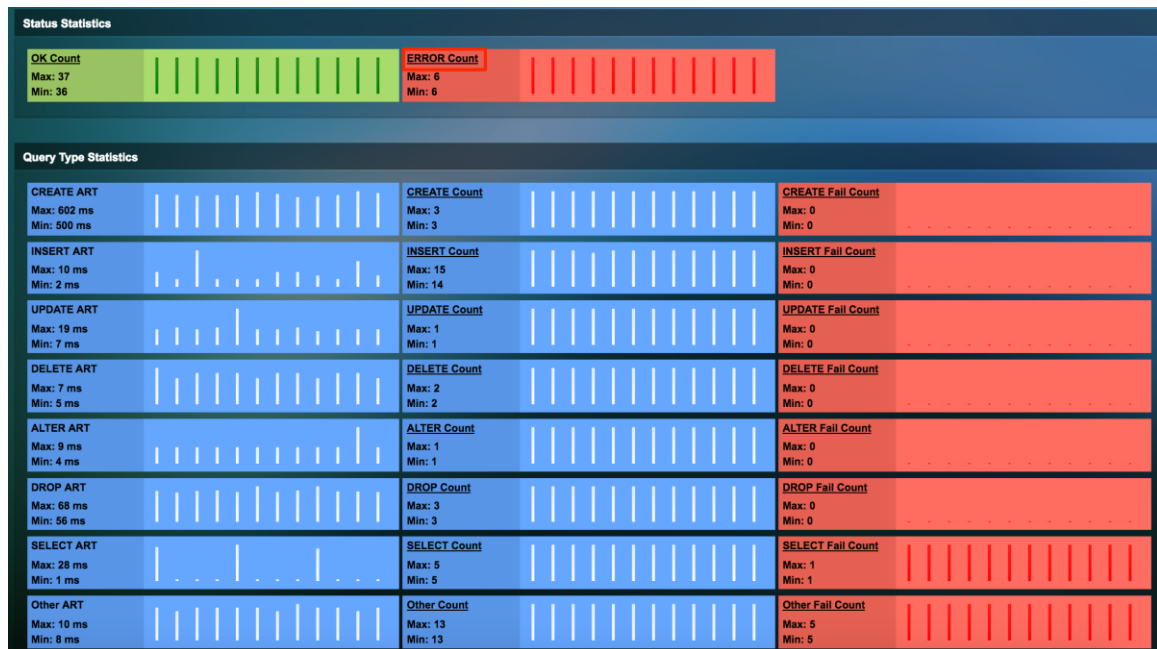 Status Statistics
OK Count
Max: 37
Min: 36
ERROR Count
Max: 6
Min: 6
Query Type Statistics
CREATE ART
Max: 602 ms
Min: 500 ms
CREATE Count
Max: 3
Min: 3
CREATE Fail Count
Max: 0
Min: 0
INSERT ART
Max: 10 ms
Min: 2 ms
INSERT Count
Max: 15
Min: 14
INSERT Fail Count
Max: 0
Min: 0
UPDATE ART
Max: 19 ms
Min: 7 ms
UPDATE Count
Max: 1
Min: 1
UPDATE Fail Count
Max: 0
Min: 0
DELETE ART
Max: 7 ms
Min: 5 ms
DELETE Count
Max: 2
Min: 2
DELETE Fail Count
Max: 0
Min: 0
ALTER ART
Max: 9 ms
Min: 4 ms
ALTER Count
Max: 1
Min: 1
ALTER Fail Count
Max: 0
Min: 0
DROP ART
Max: 68 ms
Min: 56 ms
DROP Count
Max: 3
Min: 3
DROP Fail Count
Max: 0
Min: 0
SELECT ART
Max: 28 ms
Min: 1 ms
SELECT Count
Max: 5
Min: 5
SELECT Fail Count
Max: 1
Min: 1
Other ART
Max: 10 ms
Min: 8 ms
Other Count
Max: 13
Min: 13
Other Fail Count
Max: 5
Min: 5